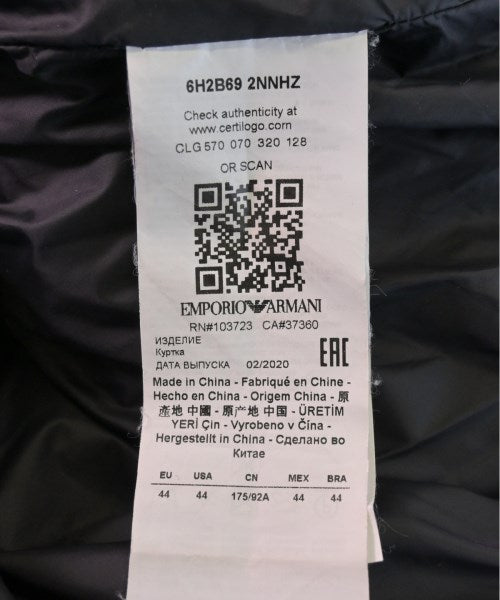 6H2B69 2NNHZ
Check authenticity at
www.certilogo.com
CLG 570 070 320 128
OR SCAN
EMPORIO ARMANI
RN#103723 CA#37360
ИЗДЕЛИЕ
Куртка
ДАТА ВЫПУСКА 02/2020
EAC
Made in China - Fabriqué en Chine -
Hecho en China - Origem China - 原
產地 中國 - 原产地 中国 - ÜRETİM
YERİ Çin - Vyrobeno v Čína -
Hergestellt in China - Сделано во
Китае
EU USA CN MEX BRA
44 44 175/92A 44 44